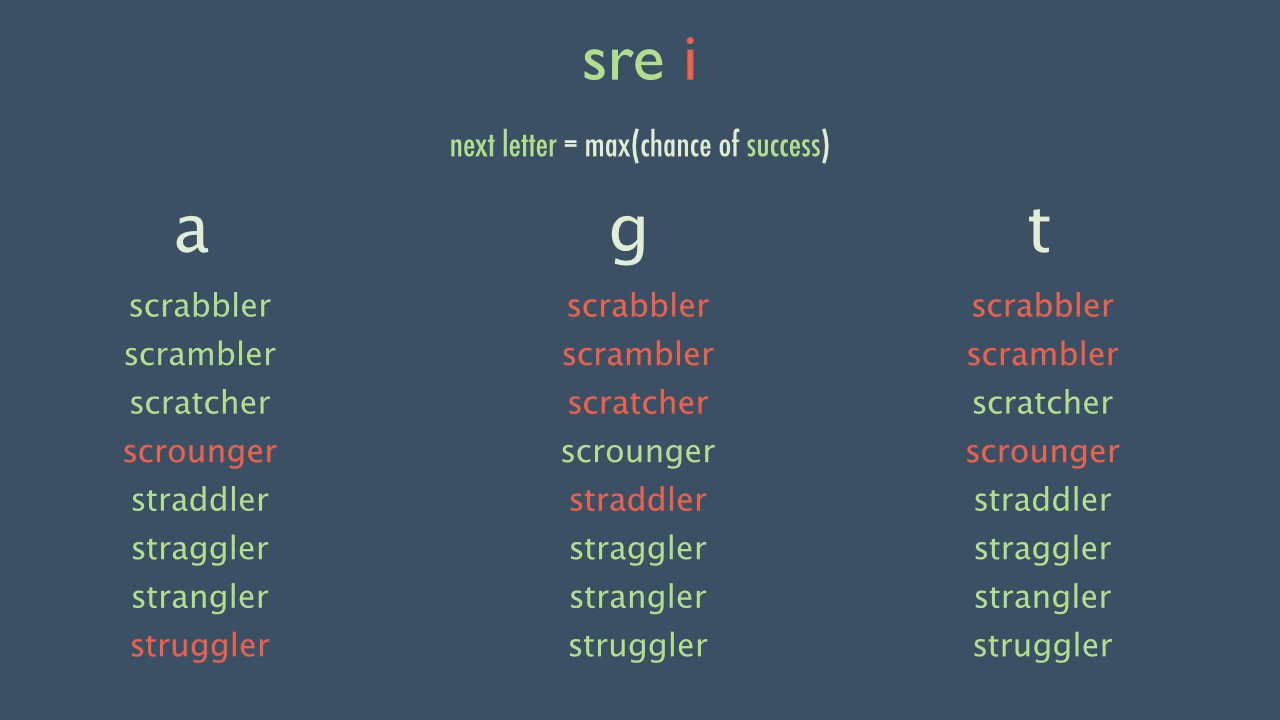 sre i
next letter = max(chance of success)
a g t
scrabbler scrabbler scrabbler
scrambler scrambler scrambler
scratcher scratcher scratcher
scrounger scrounger scrounger
straddler straddler straddler
straggler straggler straggler
strangler strangler strangler
struggler struggler struggler